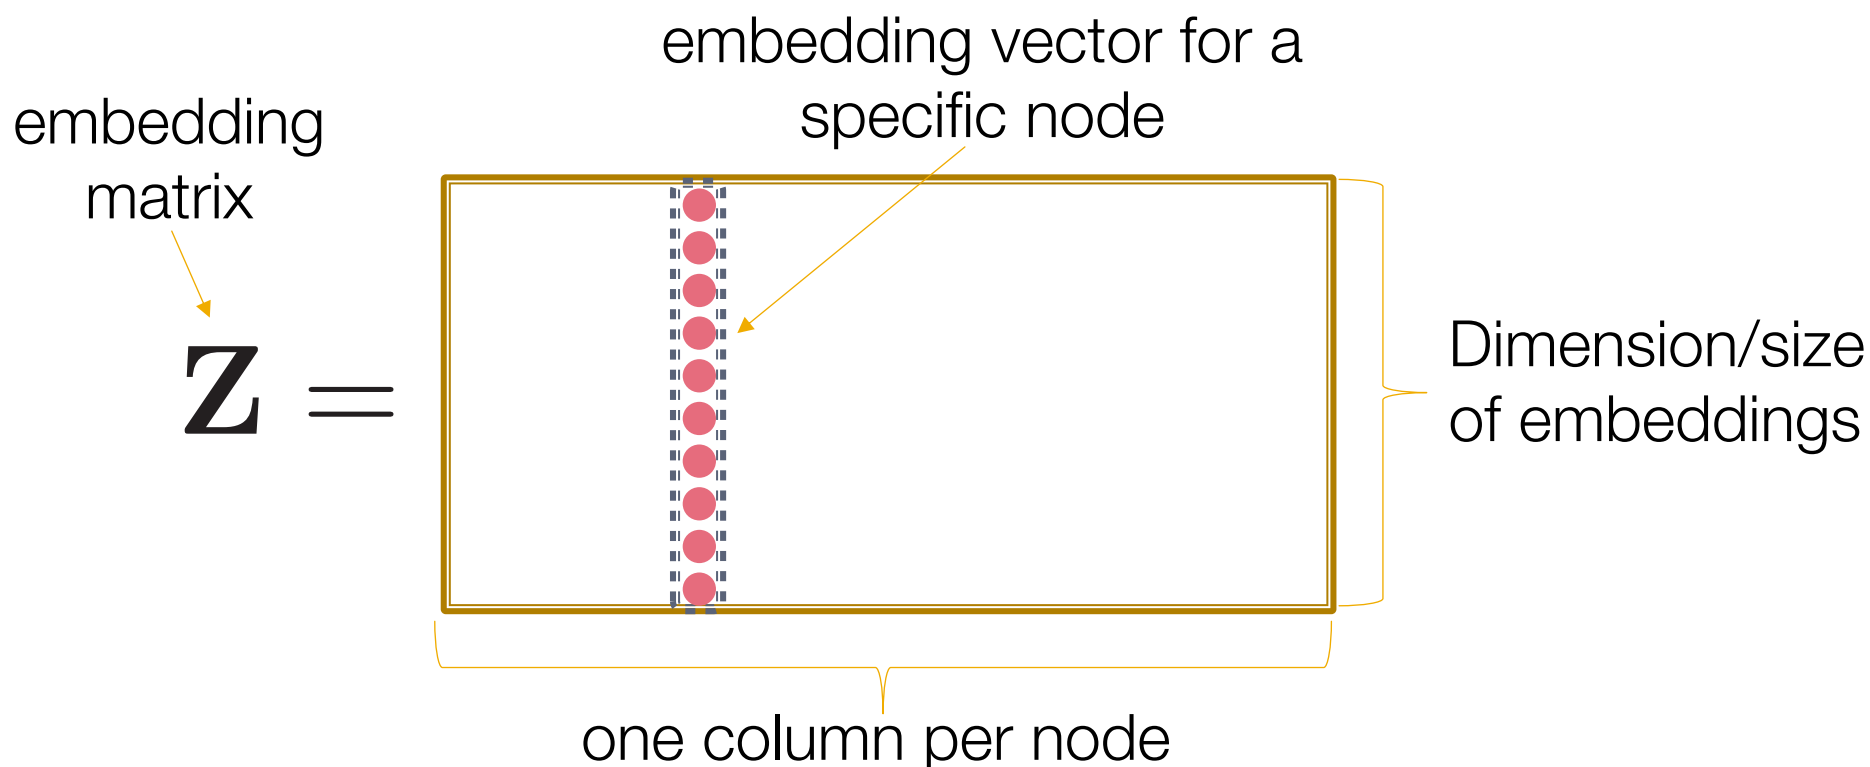 embedding vector for a
specific node
embedding
matrix
Z =
Dimension/size
of embeddings
one column per node